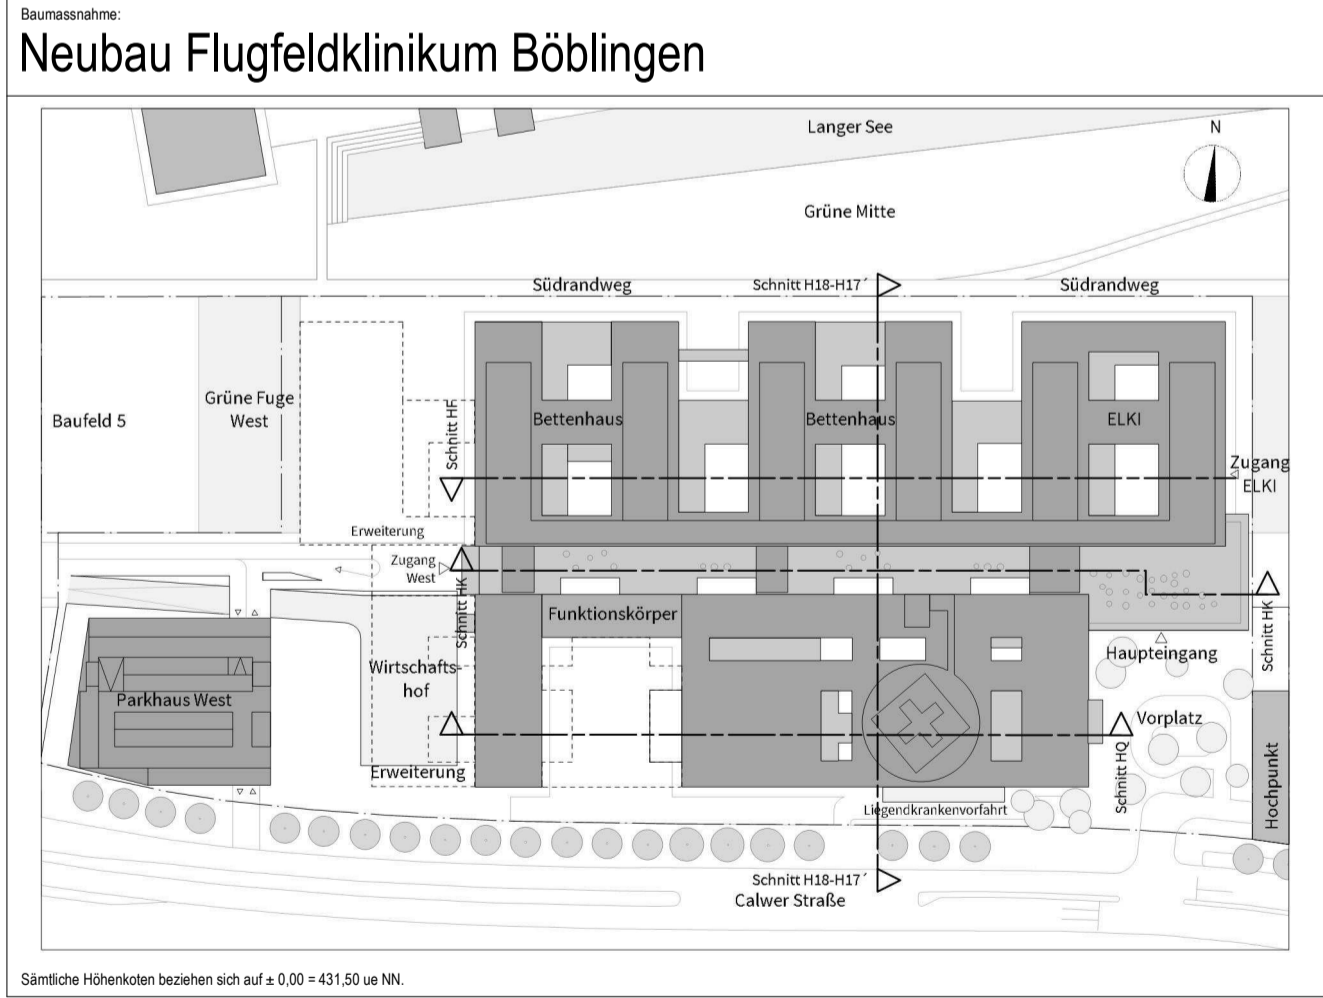 Baumassnahme:
Neubau Flugfeldklinikum Böblingen
Langer See
N
Grüne Mitte
Südrandweg
Schnitt H18-H17´
Südrandweg
Grüne Fuge
West
Baufeld 5
Schnitt HF
Bettenhaus
Bettenhaus
ELKI
Zugang
ELKI
Erweiterung
Zugang
West
Schnitt HK
Funktionskörper
Schnitt HK
Haupteingang
Wirtschafts-
hof
Parkhaus West
Vorplatz
Schnitt HQ
Hochpunkt
Erweiterung
Liegendkrankenvorfahrt
Schnitt H18-H17´
Calwer Straße
Sämtliche Höhenkoten beziehen sich auf ± 0,00 = 431,50 ue NN.